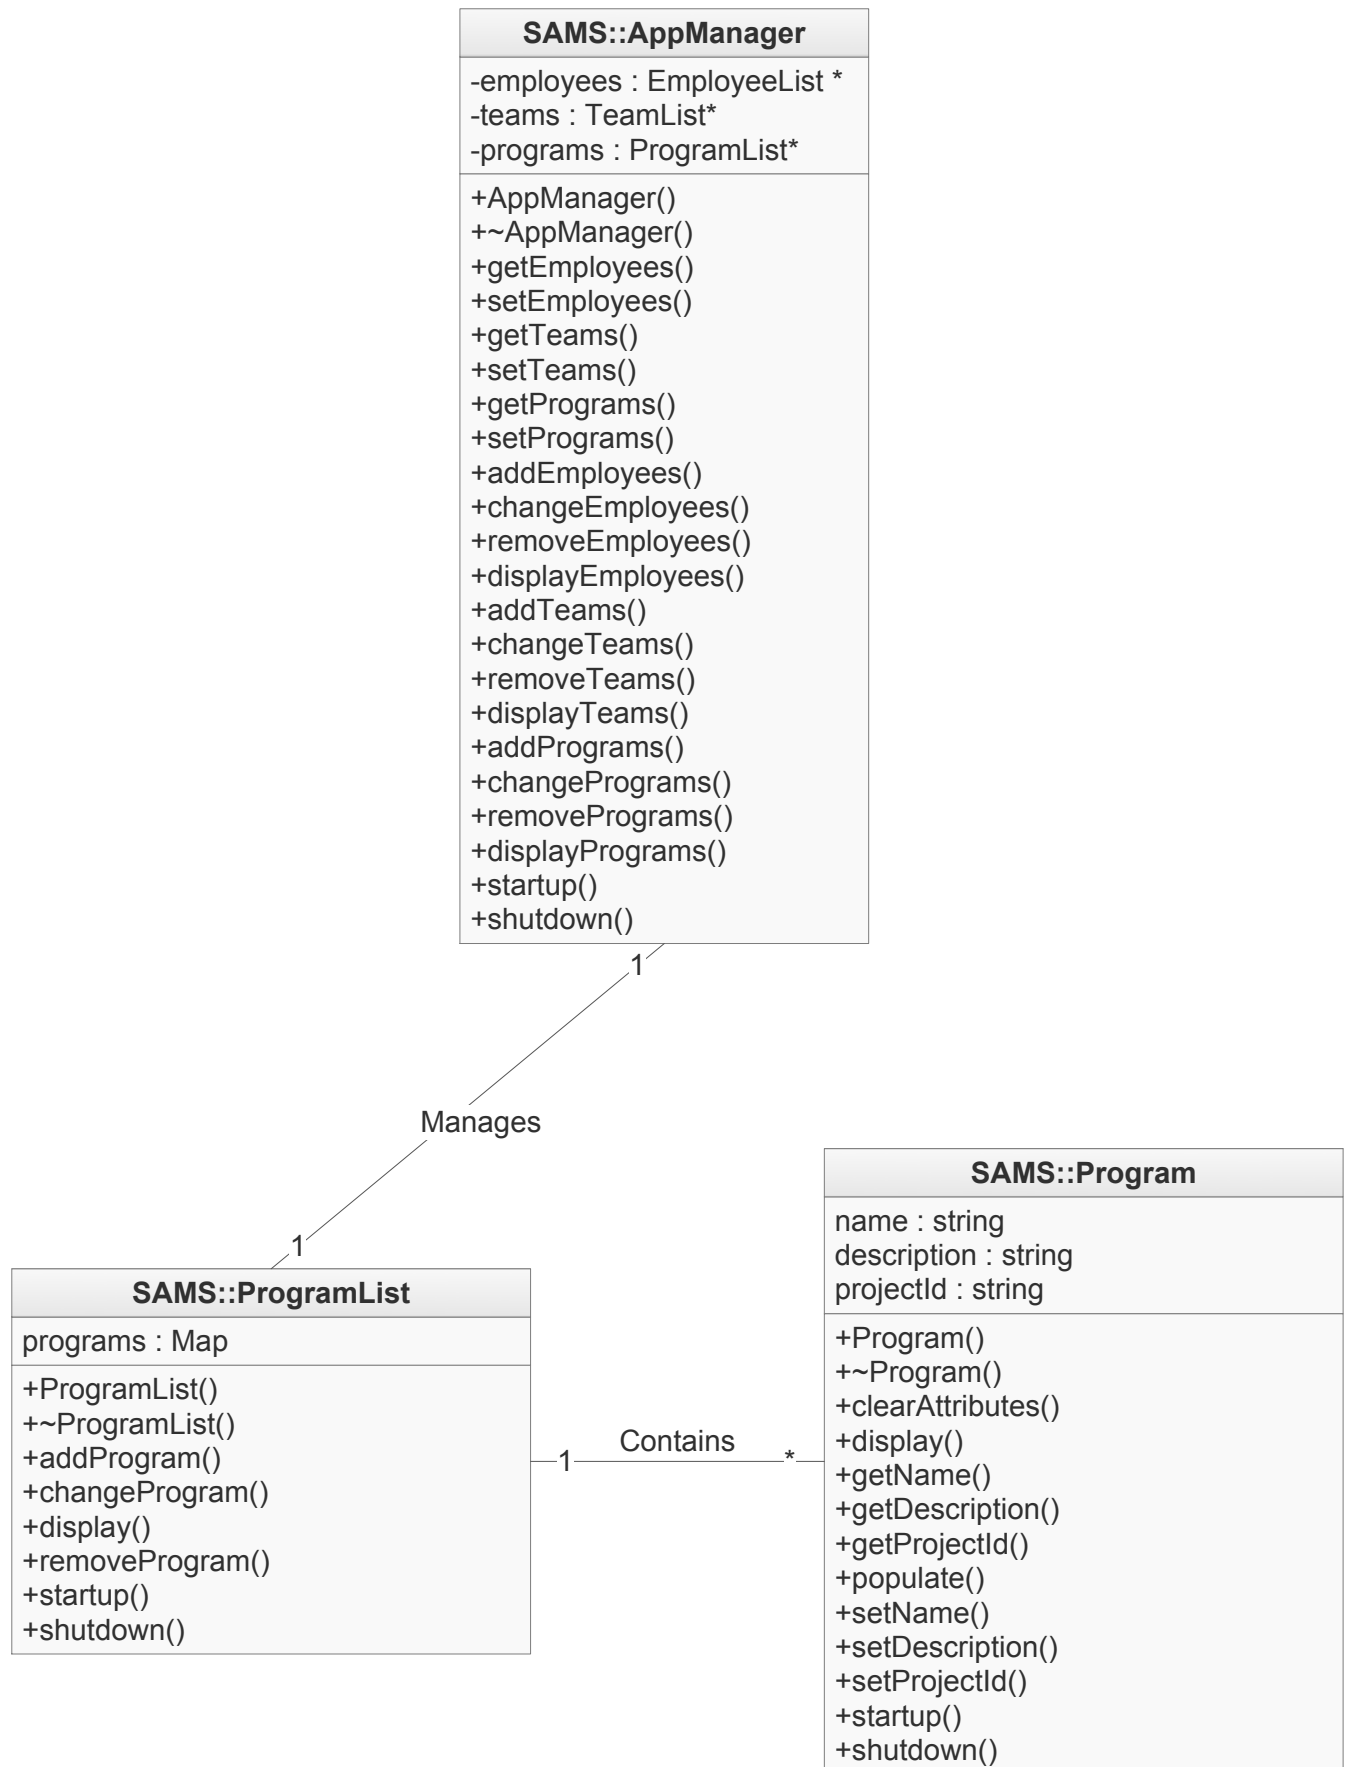 SAMS::AppManager
-employees : EmployeeList *
-teams : TeamList*
-programs : ProgramList*
+AppManager()
+~AppManager()
+getEmployees()
+setEmployees()
+getTeams()
+setTeams()
+getPrograms()
+setPrograms()
+addEmployees()
+changeEmployees()
+removeEmployees()
+displayEmployees()
+addTeams()
+changeTeams()
+removeTeams()
+displayTeams()
+addPrograms()
+changePrograms()
+removePrograms()
+displayPrograms()
+startup()
+shutdown()
1
Manages
1
SAMS::ProgramList
programs : Map
+ProgramList()
+~ProgramList()
+addProgram()
+changeProgram()
+display()
+removeProgram()
+startup()
+shutdown()
1
Contains
*
SAMS::Program
name : string
description : string
projectId : string
+Program()
+~Program()
+clearAttributes()
+display()
+getName()
+getDescription()
+getProjectId()
+populate()
+setName()
+setDescription()
+setProjectId()
+startup()
+shutdown()